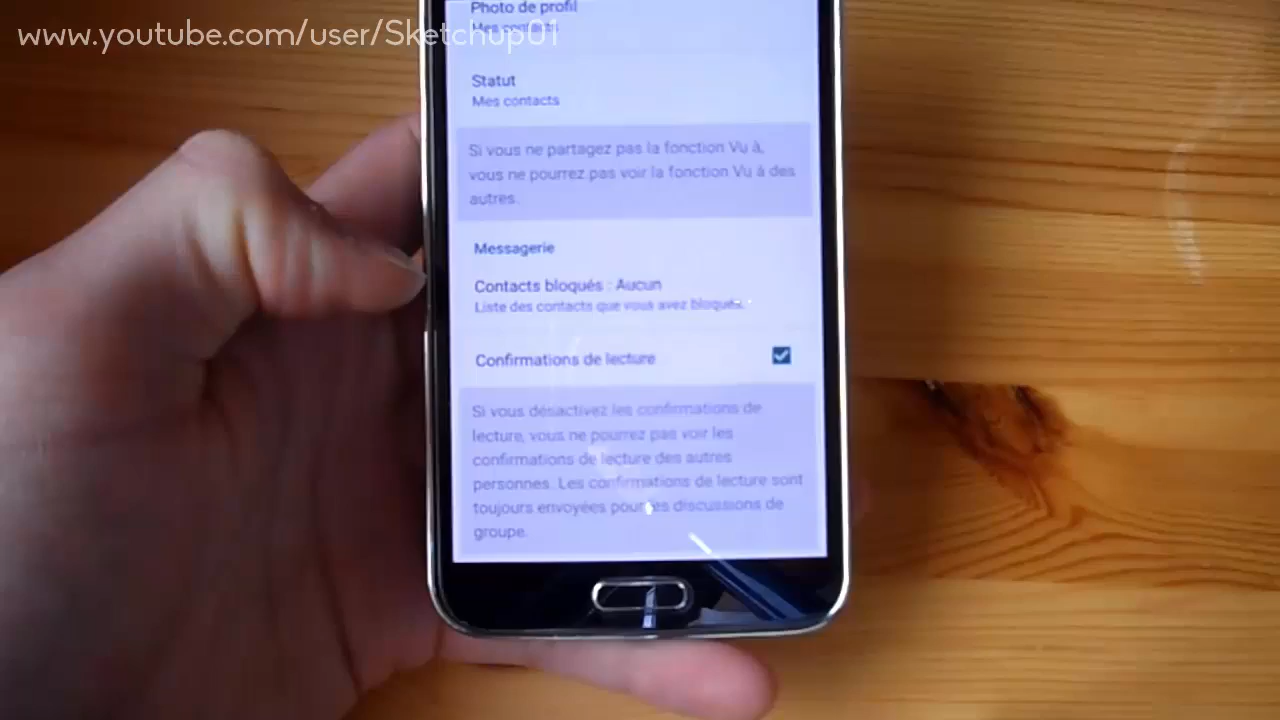 www.youtube.com/user/Sketchup01
Photo de profil
Mes contacts
Statut
Mes contacts
Si vous ne partagez pas la fonction Vu à,
vous ne pourrez pas voir la fonction Vu à des
autres.
Messagerie
Contacts bloqués : Aucun
Liste des contacts que vous avez bloqués.
Confirmations de lecture
Si vous désactivez les confirmations de
lecture, vous ne pourrez pas voir les
confirmations de lecture des autres
personnes. Les confirmations de lecture sont
toujours envoyées pour les discussions de
groupe.